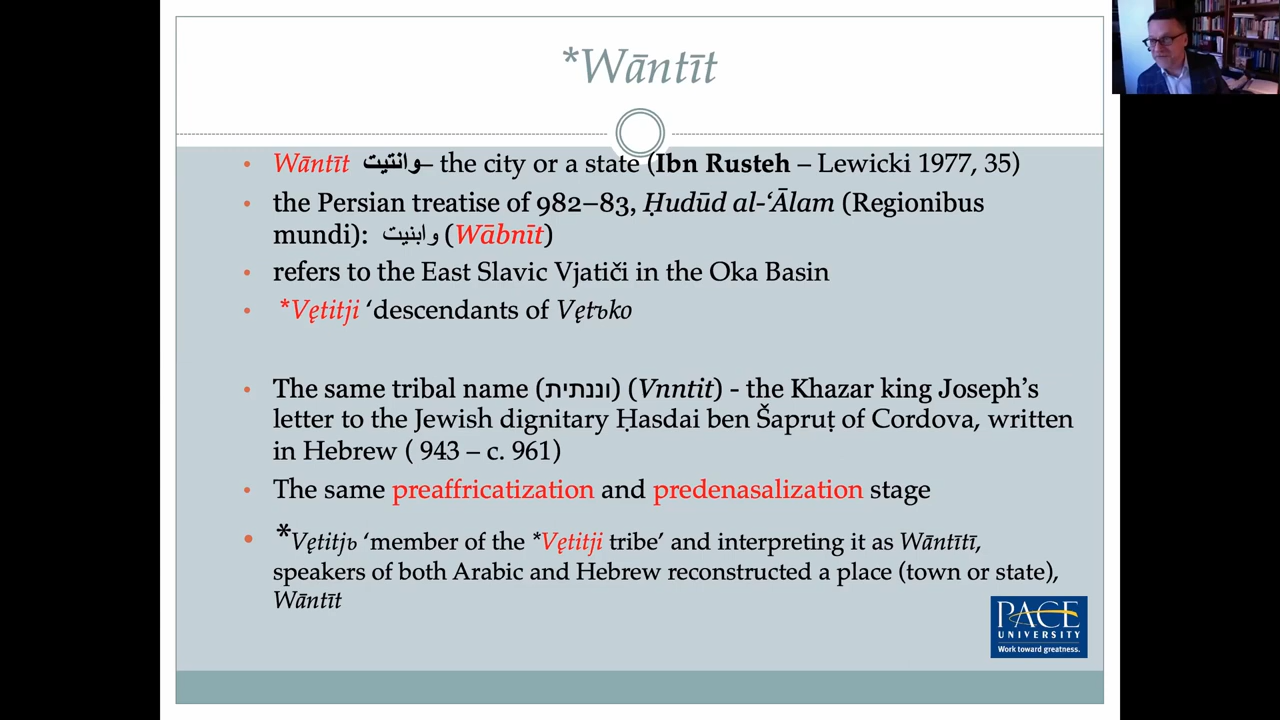 *Wāntīt
• Wāntīt وانتيت– the city or a state (Ibn Rusteh – Lewicki 1977, 35)
• the Persian treatise of 982–83, Ḥudūd al-‘Ālam (Regionibus
mundi): وابنيت (Wābnīt)
• refers to the East Slavic Vjatiči in the Oka Basin
• *Vętitji ‘descendants of Vętъko
• The same tribal name (וננתית) (Vnntit) - the Khazar king Joseph’s
letter to the Jewish dignitary Ḥasdai ben Šapruṭ of Cordova, written
in Hebrew ( 943 – c. 961)
• The same preaffricatization and predenasalization stage
• *Vętitjь ‘member of the *Vętitji tribe’ and interpreting it as Wāntītī,
speakers of both Arabic and Hebrew reconstructed a place (town or state),
Wāntīt
PACE
UNIVERSITY
Work toward greatness.